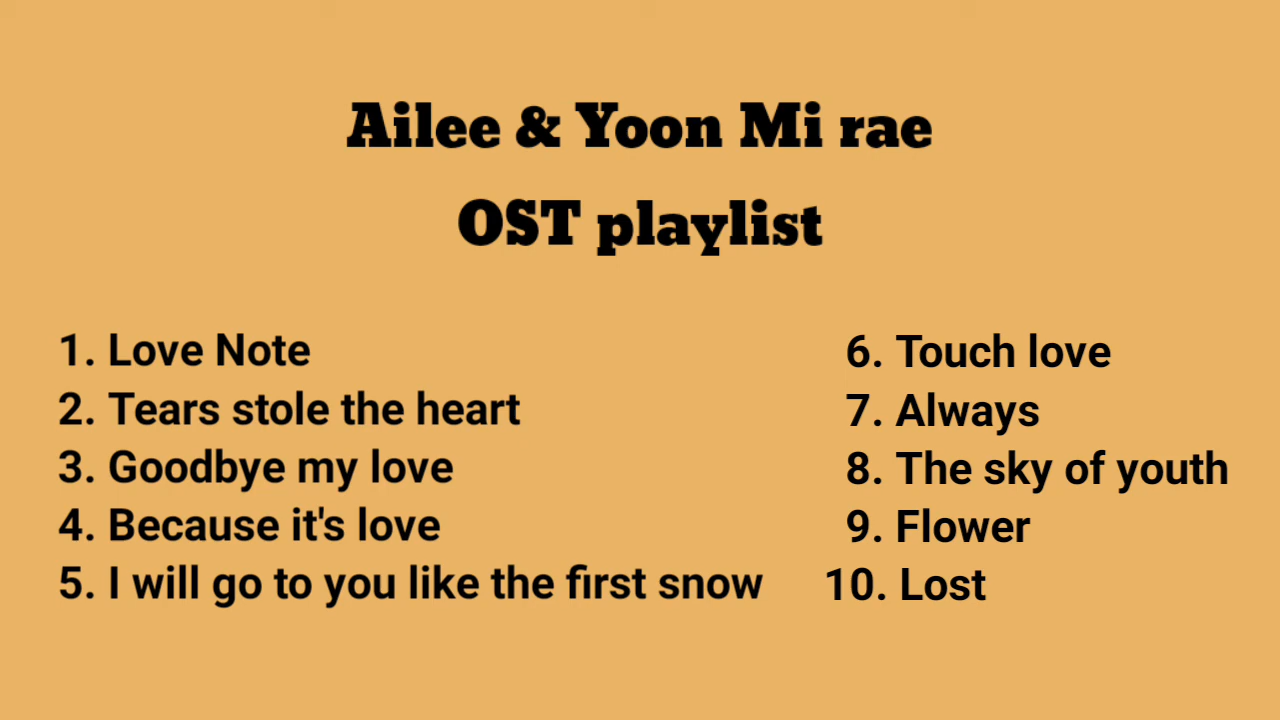 Ailee & Yoon Mi rae
OST playlist
1. Love Note
2. Tears stole the heart
3. Goodbye my love
4. Because it's love
5. I will go to you like the first snow
6. Touch love
7. Always
8. The sky of youth
9. Flower
10. Lost